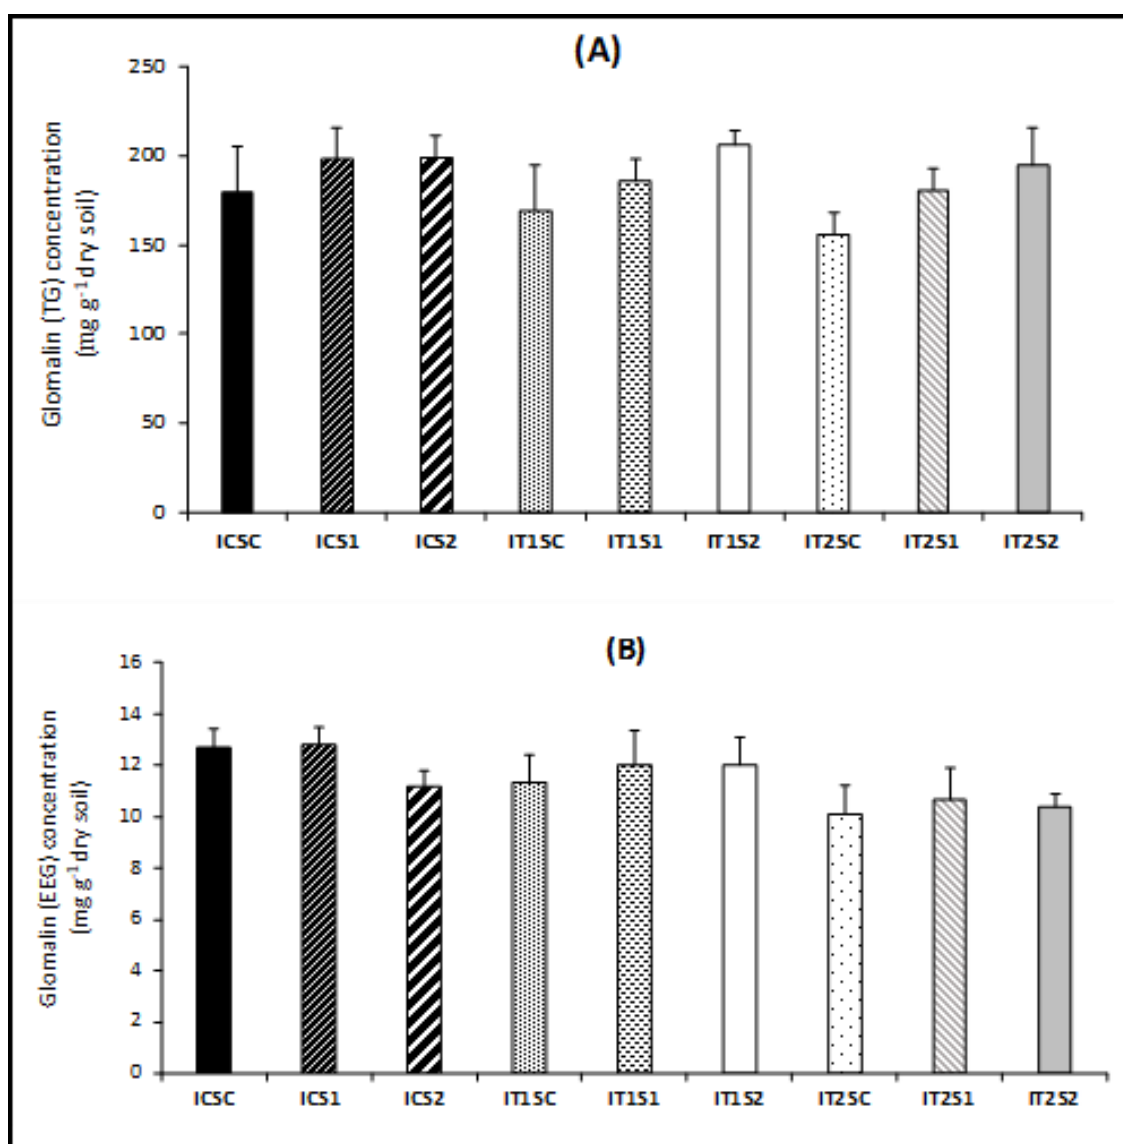 (A)
Glomalin (TG) concentration
(mg g-1 dry soil)
250
200
150
100
50
0
ICSC ICS1 ICS2 IT1SC IT1S1 IT1S2 IT2SC IT2S1 IT2S2
(B)
Glomalin (EEG) concentration
(mg g-1 dry soil)
16
14
12
10
8
6
4
2
0
ICSC ICS1 ICS2 IT1SC IT1S1 IT1S2 IT2SC IT2S1 IT2S2